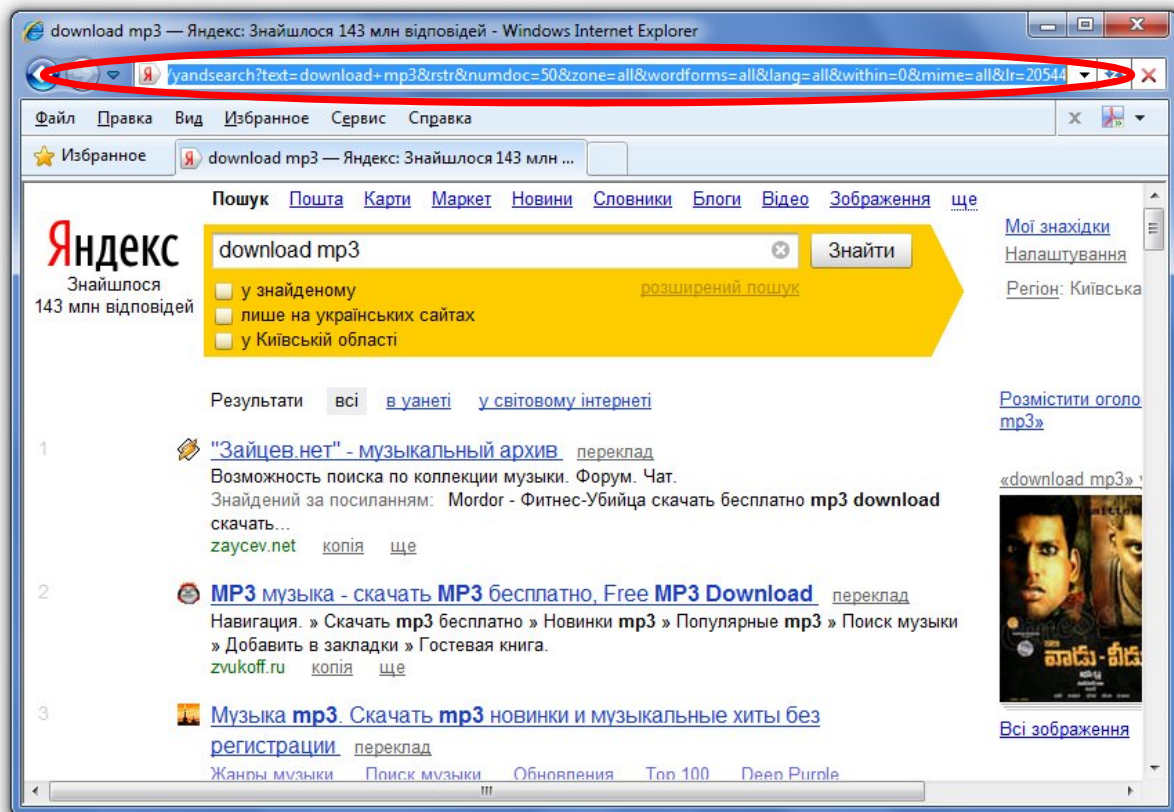 download mp3 — Яндекс: Знайшлося 143 млн відповідей - Windows Internet Explorer
/yandsearch?text=download+mp3&rstr&numdoc=50&zone=all&wordforms=all&lang=all&within=0&mime=all&lr=20544
Файл Правка Вид Избранное Сервис Справка
Избранное download mp3 — Яндекс: Знайшлося 143 млн ...
Пошук Пошта Карти Маркет Новини Словники Блоги Відео Зображення ще
Яндекс
Знайшлося
143 млн відповідей
download mp3 Знайти
у знайденому розширений пошук
лише на українських сайтах
у Київській області
Мої знахідки
Налаштування
Регіон: Київська
Результати всі в уанеті у світовому інтернеті
1 "Зайцев.нет" - музыкальный архив переклад
Возможность поиска по коллекции музыки. Форум. Чат.
Знайдений за посиланням: Mordor - Фитнес-Убийца скачать бесплатно mp3 download
скачать...
zaycev.net копія ще
2 МР3 музыка - скачать МР3 бесплатно, Free MP3 Download переклад
Навигация. » Скачать mp3 бесплатно » Новинки mp3 » Популярные mp3 » Поиск музыки
» Добавить в закладки » Гостевая книга.
zvukoff.ru копія ще
3 Музыка mp3. Скачать mp3 новинки и музыкальные хиты без
регистрации переклад
Жанры музыки Поиск музыки Обновления Top 100 Deep Purple
Розмістити оголо
mp3»
«download mp3» у
వాడు-వీడు
Всі зображення